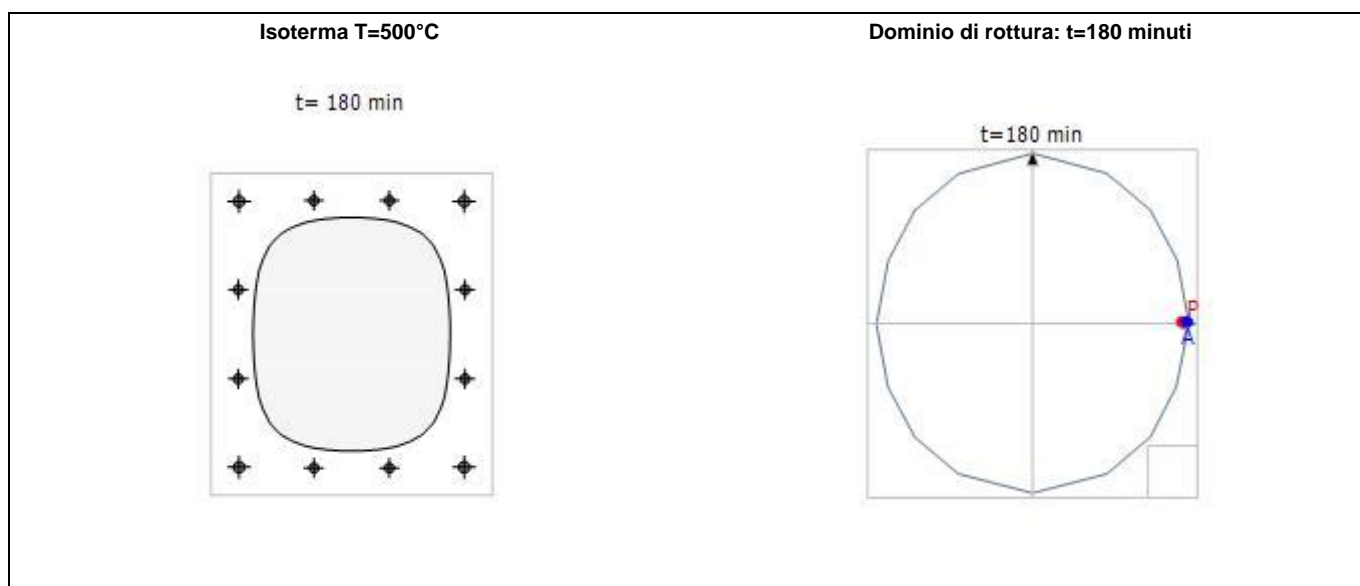 Isoterma T=500°C
t= 180 min
Dominio di rottura: t=180 minuti
t=180 min
P
A